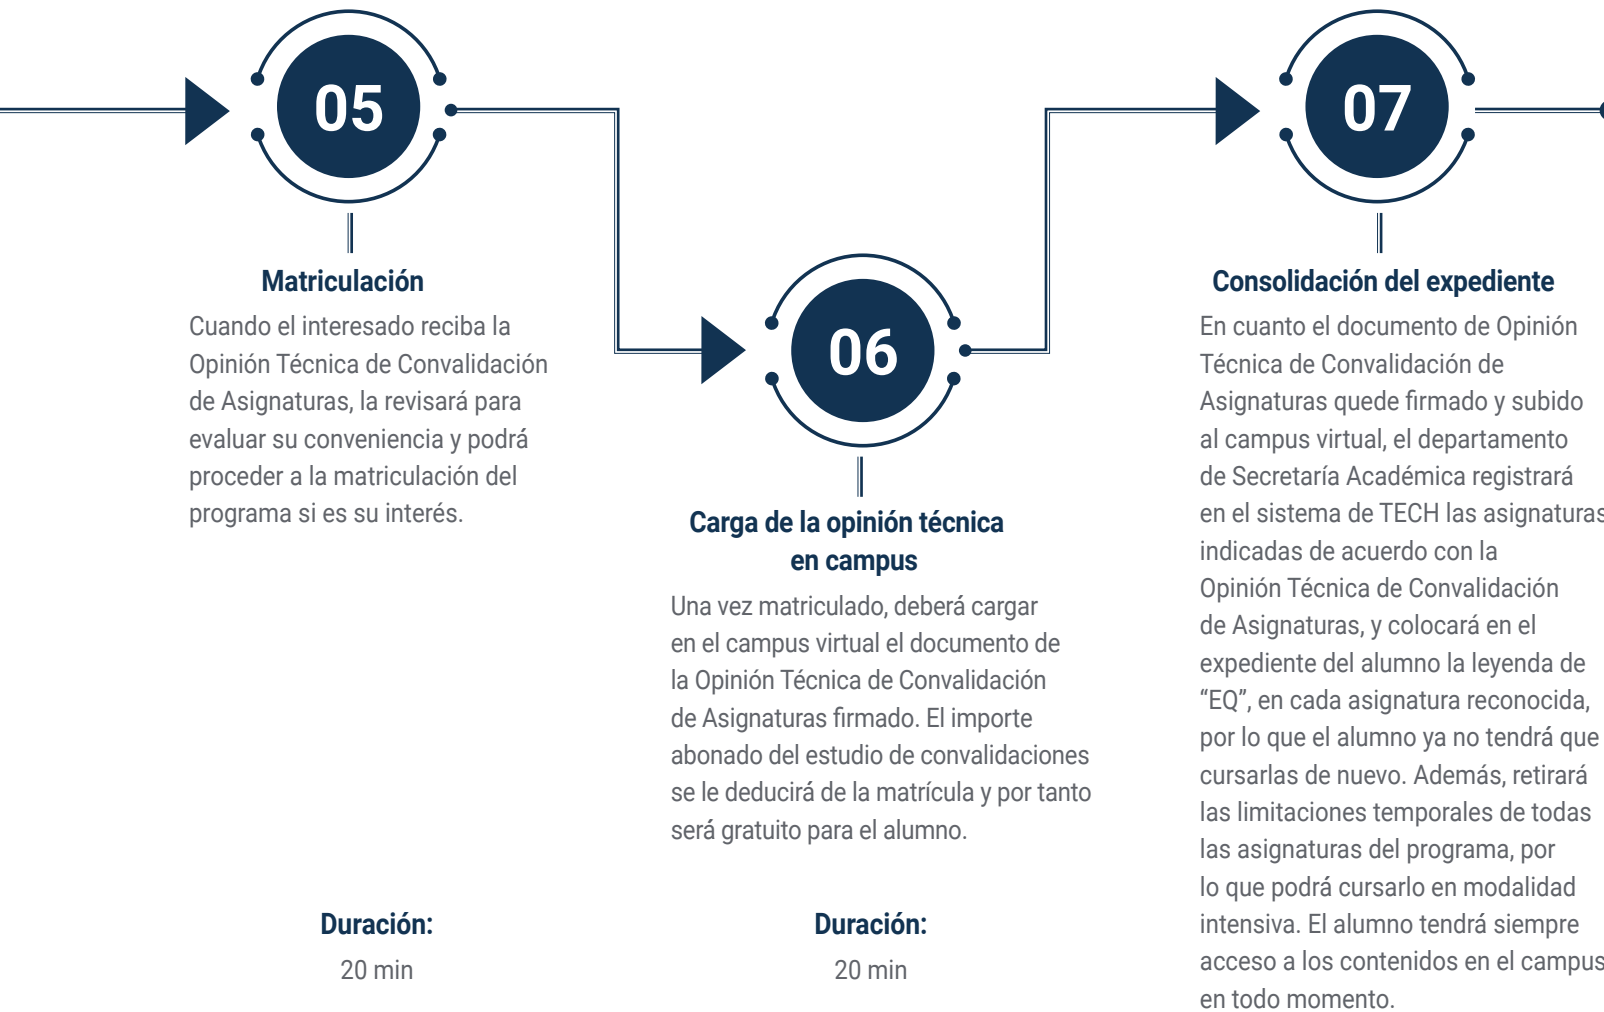 05
Matriculación
Cuando el interesado reciba la
Opinión Técnica de Convalidación
de Asignaturas, la revisará para
evaluar su conveniencia y podrá
proceder a la matriculación del
programa si es su interés.
Duración:
20 min
06
Carga de la opinión técnica
en campus
Una vez matriculado, deberá cargar
en el campus virtual el documento de
la Opinión Técnica de Convalidación
de Asignaturas firmado. El importe
abonado del estudio de convalidaciones
se le deducirá de la matrícula y por tanto
será gratuito para el alumno.
Duración:
20 min
07
Consolidación del expediente
En cuanto el documento de Opinión
Técnica de Convalidación de
Asignaturas quede firmado y subido
al campus virtual, el departamento
de Secretaría Académica registrará
en el sistema de TECH las asignaturas
indicadas de acuerdo con la
Opinión Técnica de Convalidación
de Asignaturas, y colocará en el
expediente del alumno la leyenda de
“EQ”, en cada asignatura reconocida,
por lo que el alumno ya no tendrá que
cursarlas de nuevo. Además, retirará
las limitaciones temporales de todas
las asignaturas del programa, por
lo que podrá cursarlo en modalidad
intensiva. El alumno tendrá siempre
acceso a los contenidos en el campus
en todo momento.